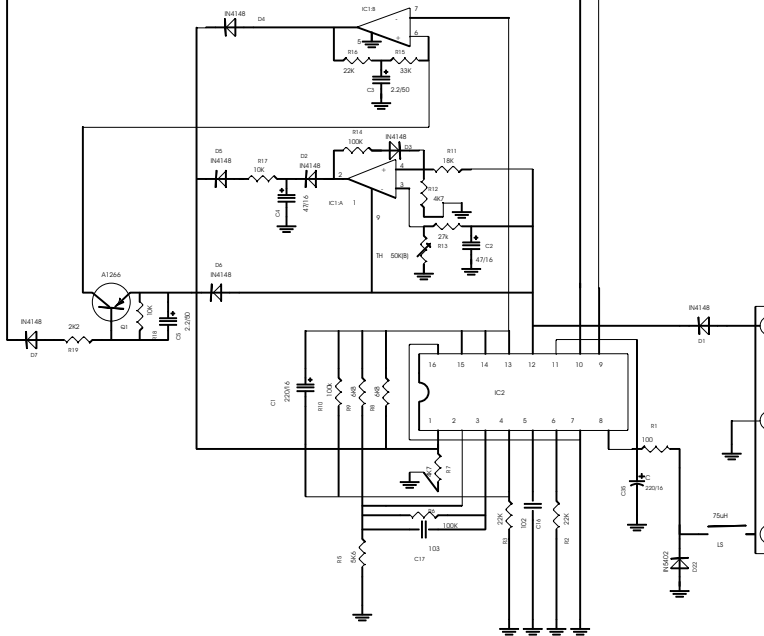 IN4148
D4
IC1:B
7
-
+
6
5
R16
R15
22K
33K
C3
2.2/50
R14
100K
IN4148
D3
D5
IN4148
R17
10K
D2
IN4148
2
+
-
4
3
R11
18K
R12
4K7
C4
47/16
IC1:A
1
9
27k
R13
TH
50K(B)
C2
47/16
D6
IN4148
A1266
Q1
10K
R18
C5
2.2/50
IN4148
D7
2K2
R19
IN4148
D1
16
15
14
13
12
11
10
9
IC2
1
2
3
4
5
6
7
8
C1
220/16
R10
100k
R9
6K8
R8
6K8
4K7
R7
R1
100
C35
C
220/16
R6
100K
103
C17
R5
5K6
22K
R3
102
C16
22K
R2
75uH
L5
IN5402
D22